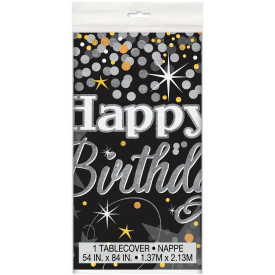 Happy
Birthday
1 TABLECOVER • NAPPE
54 IN. x 84 IN. • 1.37M x 2.13M